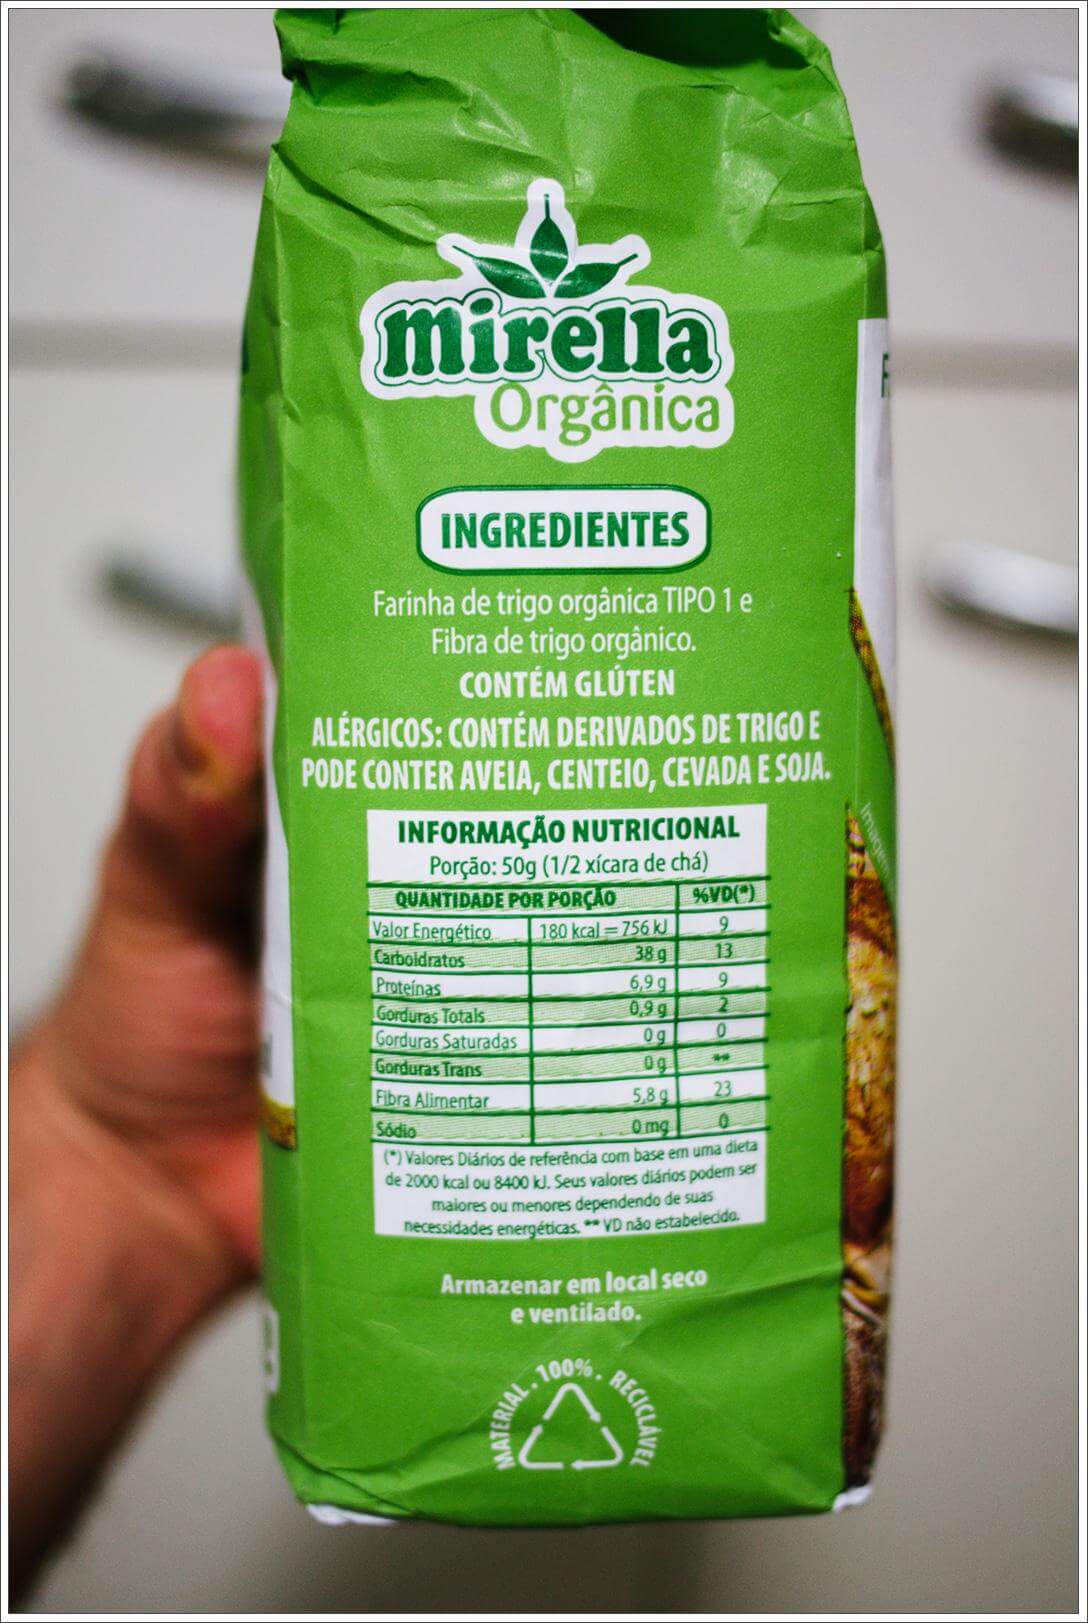 mirella
Orgânica
INGREDIENTES
Farinha de trigo orgânica TIPO 1 e
Fibra de trigo orgânico.
CONTÉM GLÚTEN
ALÉRGICOS: CONTÉM DERIVADOS DE TRIGO E
PODE CONTER AVEIA, CENTEIO, CEVADA E SOJA.
INFORMAÇÃO NUTRICIONAL
Porção: 50g (1/2 xícara de chá)
QUANTIDADE POR PORÇÃO %VD(*)
Valor Energético 180 kcal = 756 kJ 9
Carboidratos 38 g 13
Proteínas 6,9 g 9
Gorduras Totais 0,9 g 2
Gorduras Saturadas 0 g 0
Gorduras Trans 0 g **
Fibra Alimentar 5,8 g 23
Sódio 0 mg 0
(*) Valores Diários de referência com base em uma dieta
de 2000 kcal ou 8400 kJ. Seus valores diários podem ser
maiores ou menores dependendo de suas
necessidades energéticas. ** VD não estabelecido.
Armazenar em local seco
e ventilado.
MATERIAL . 100% . RECICLÁVEL